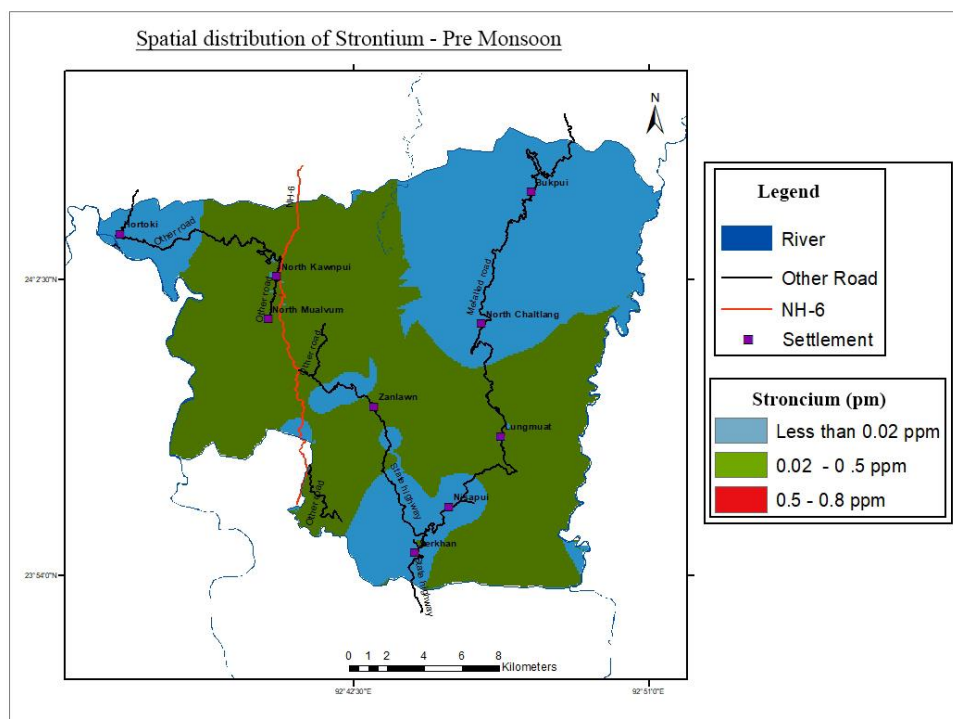 Spatial distribution of Strontium - Pre Monsoon
N
NH-6
Bukpui
Hortoki
Other road
Melailed road
24°2'30"N
North Kawnpui
Other road
North Mualvum
North Chaltlang
Other road
Zanlawn
Lungmuat
State highway
Nisapui
Other road
Serkhan
State highway
23°54'0"N
0 1 2 4 6 8
Kilometers
92°42'30"E
92°51'0"E
Legend
River
Other Road
NH-6
Settlement
Stroncium (pm)
Less than 0.02 ppm
0.02 - 0.5 ppm
0.5 - 0.8 ppm